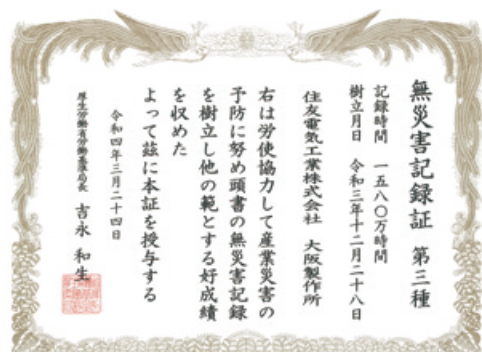 無災害記録証 第三種
記録時間 一五八〇万時間
樹立月日 令和三年十二月二十八日
住友電気工業株式会社 大阪製作所
右は労使協力して産業災害の
予防に努め頭書の無災害記録
を樹立し他の範とする好成績
を収めた
よって茲に本証を授与する
令和四年三月二十四日
厚生労働省労働基準局長 吉永 和生